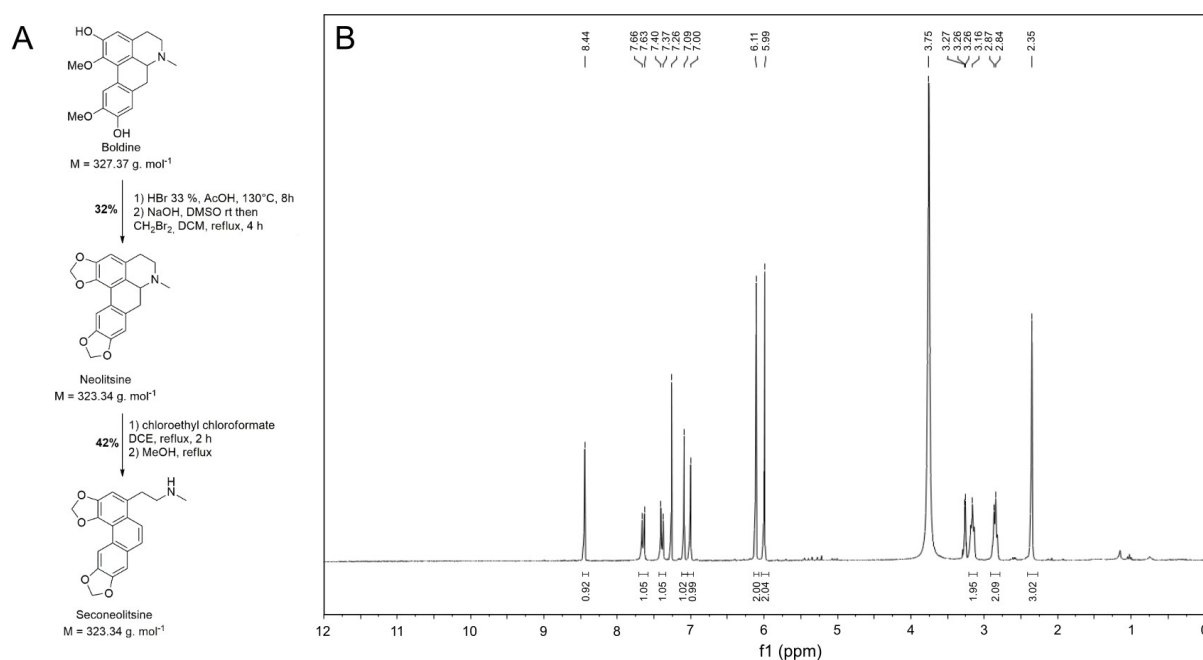 A
HO
MeO
N
MeO
OH
Boldine
M = 327.37 g. mol-1
32%
1) HBr 33 %, AcOH, 130°C, 8h
2) NaOH, DMSO rt then
CH2Br2, DCM, reflux, 4 h
O
O
N
O
O
Neolitsine
M = 323.34 g. mol-1
42%
1) chloroethyl chloroformate
DCE, reflux, 2 h
2) MeOH, reflux
H
N
O
O
O
O
Seconeolitsine
M = 323.34 g. mol-1
B
8.44
7.66
7.63
7.40
7.37
7.26
7.09
7.00
6.11
5.99
3.75
3.27
3.26
3.26
3.16
2.87
2.84
2.35
0.92
1.05
1.05
1.02
0.99
2.00
2.04
1.95
2.09
3.02
12 11 10 9 8 7 6 5 4 3 2 1 0
f1 (ppm)